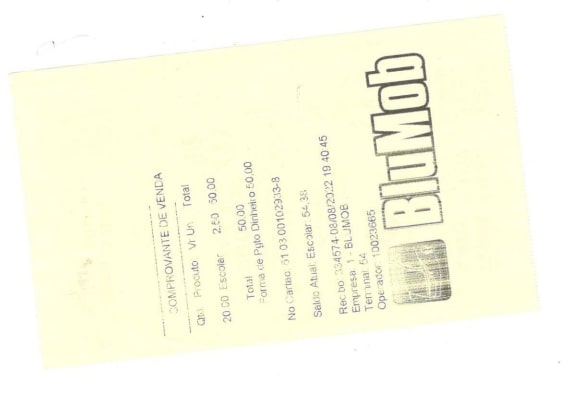 COMPROVANTE DE VENDA
Qtd. Produto. Vr.Un. Total
20.00 Escolar 2,50 50,00
Total 50,00
Forma de Pgto Dinheiro 50,00
No Cartao: 61.03.00102933-8
Saldo Atual: Escolar: 54,38
Recibo: 334574-08/08/2022 19:40:45
Empresa: 1 - BLUMOB
Terminal: 54
Operador: 10023665
BluMob